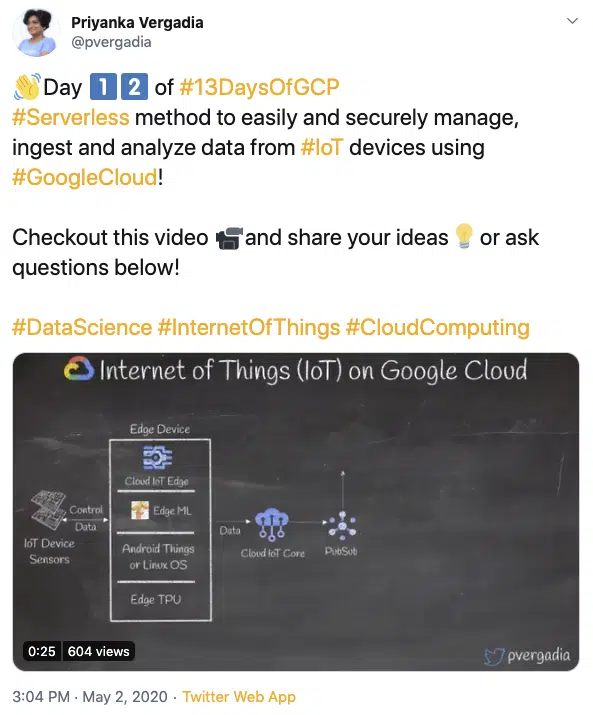 Priyanka Vergadia
@pvergadia
👋Day 1️⃣2️⃣ of #13DaysOfGCP
#Serverless method to easily and securely manage,
ingest and analyze data from #IoT devices using
#GoogleCloud!
Checkout this video 📹and share your ideas💡 or ask
questions below!
#DataScience #InternetOfThings #CloudComputing
Internet of Things (IoT) on Google Cloud
Edge Device
Cloud IoT Edge
Edge ML
Android Things
or Linux OS
Edge TPU
Control
Data
IoT Device
Sensors
Data
Cloud IoT Core
PubSub
0:25
604 views
pvergadia
3:04 PM · May 2, 2020 · Twitter Web App